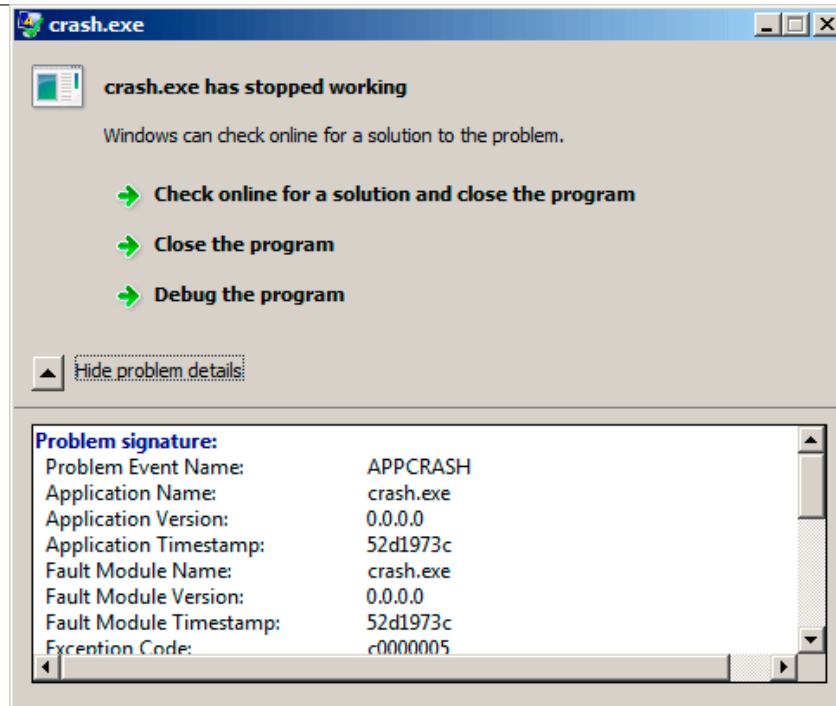 crash.exe
crash.exe has stopped working
Windows can check online for a solution to the problem.
Check online for a solution and close the program
Close the program
Debug the program
Hide problem details
Problem signature:
Problem Event Name: APPCRASH
Application Name: crash.exe
Application Version: 0.0.0.0
Application Timestamp: 52d1973c
Fault Module Name: crash.exe
Fault Module Version: 0.0.0.0
Fault Module Timestamp: 52d1973c
Exception Code: c0000005